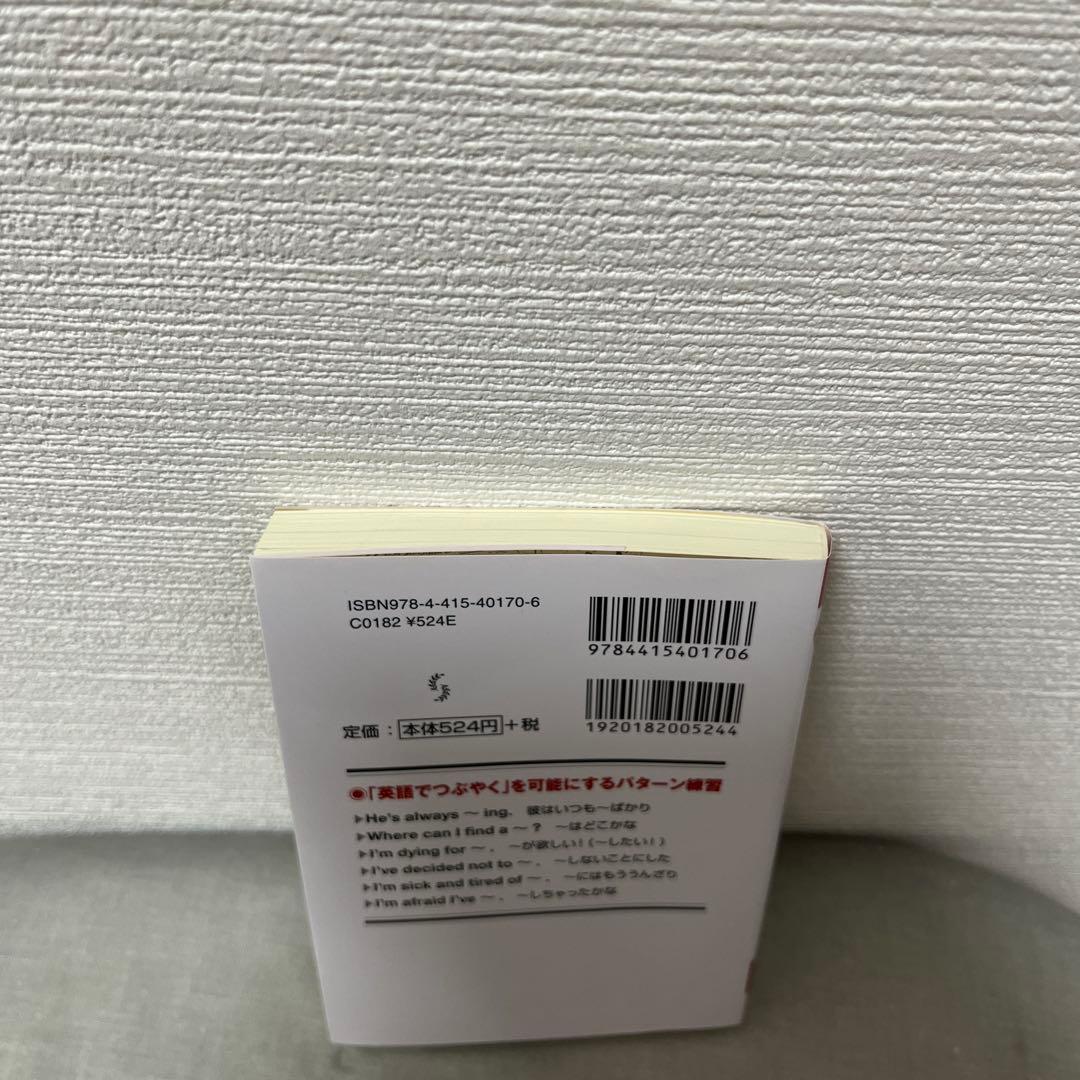 ISBN978-4-415-40170-6
C0182 ¥524E
9784415401706
1920182005244
定価：本体524円+税
「英語でつぶやく」を可能にするパターン練習
He's always ～ ing. 彼はいつも～ばかり
Where can I find a ～ ? ～はどこかな
I'm dying for ～ . ～が欲しい！(～したい！)
I've decided not to ～ . ～しないことにした
I'm sick and tired of ～ . ～にはもううんざり
I'm afraid I've ～ . ～しちゃったかな